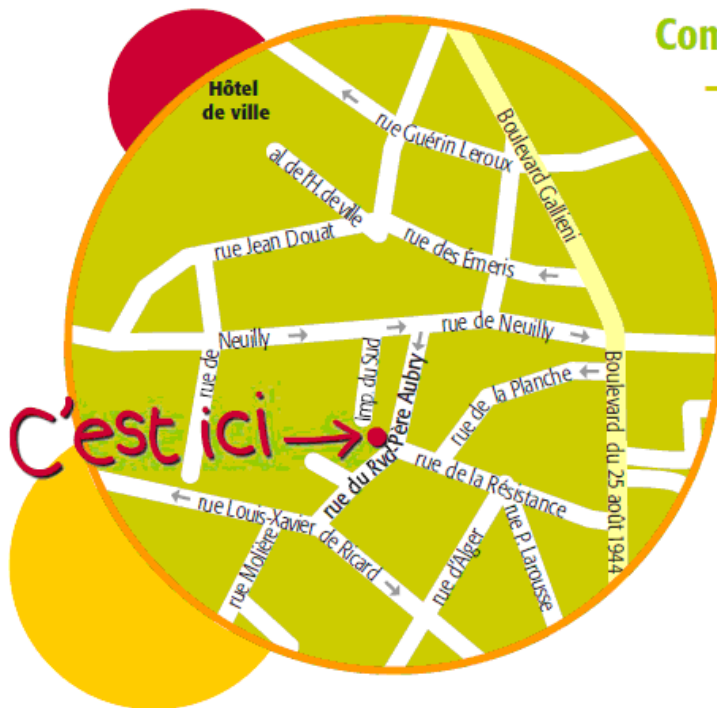 Con
Hôtel
de ville
rue Guérin Leroux
Boulevard Gallieni
al. de l'H. de ville
rue Jean Douat
rue des Émeris
rue de Neuilly
rue de Neuilly
Imp. du Sud
rue du Rvd Père Aubry
rue de la Planche
Boulevard du 25 août 1944
C'est ici
rue de la Résistance
rue Louis-Xavier de Ricard
rue Molière
rue d'Alger
rue P. Larousse